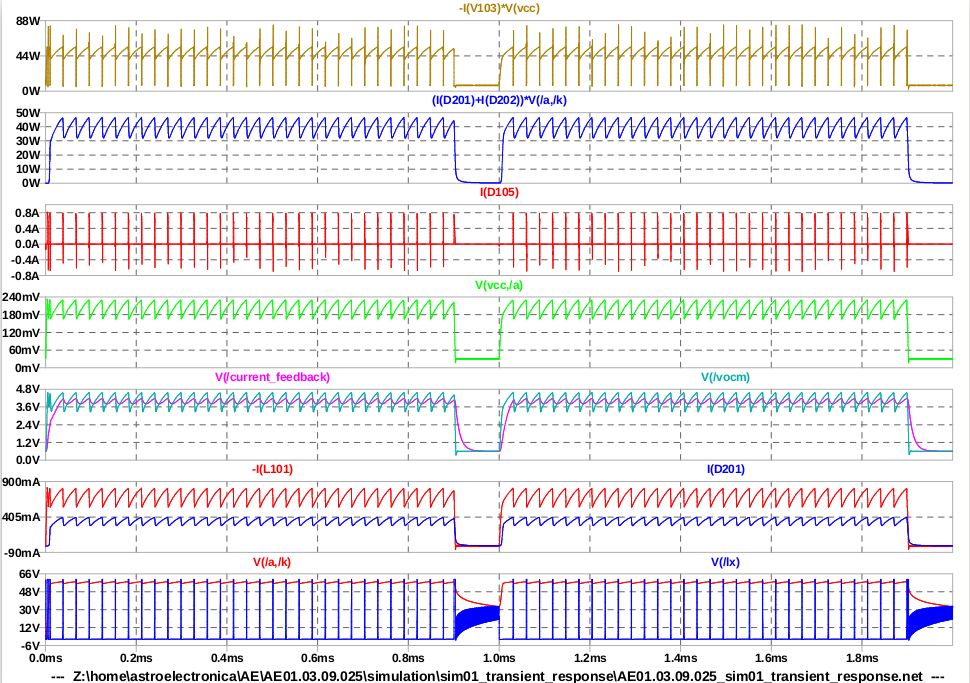 -I(V103)*V(vcc)
88W
44W
0W
(I(D201)+I(D202))*V(/a,/k)
50W
40W
30W
20W
10W
0W
I(D105)
0.8A
0.4A
0.0A
-0.4A
-0.8A
V(vcc,/a)
240mV
180mV
120mV
60mV
0mV
V(/current_feedback) V(/vocm)
4.8V
3.6V
2.4V
1.2V
0.0V
-I(L101) I(D201)
900mA
405mA
-90mA
V(/a,/k) V(/lx)
66V
48V
30V
12V
-6V
0.0ms 0.2ms 0.4ms 0.6ms 0.8ms 1.0ms 1.2ms 1.4ms 1.6ms 1.8ms
--- Z:\home\astroelectronica\AE\AE01.03.09.025\simulation\sim01_transient_response\AE01.03.09.025_sim01_transient_response.net ---